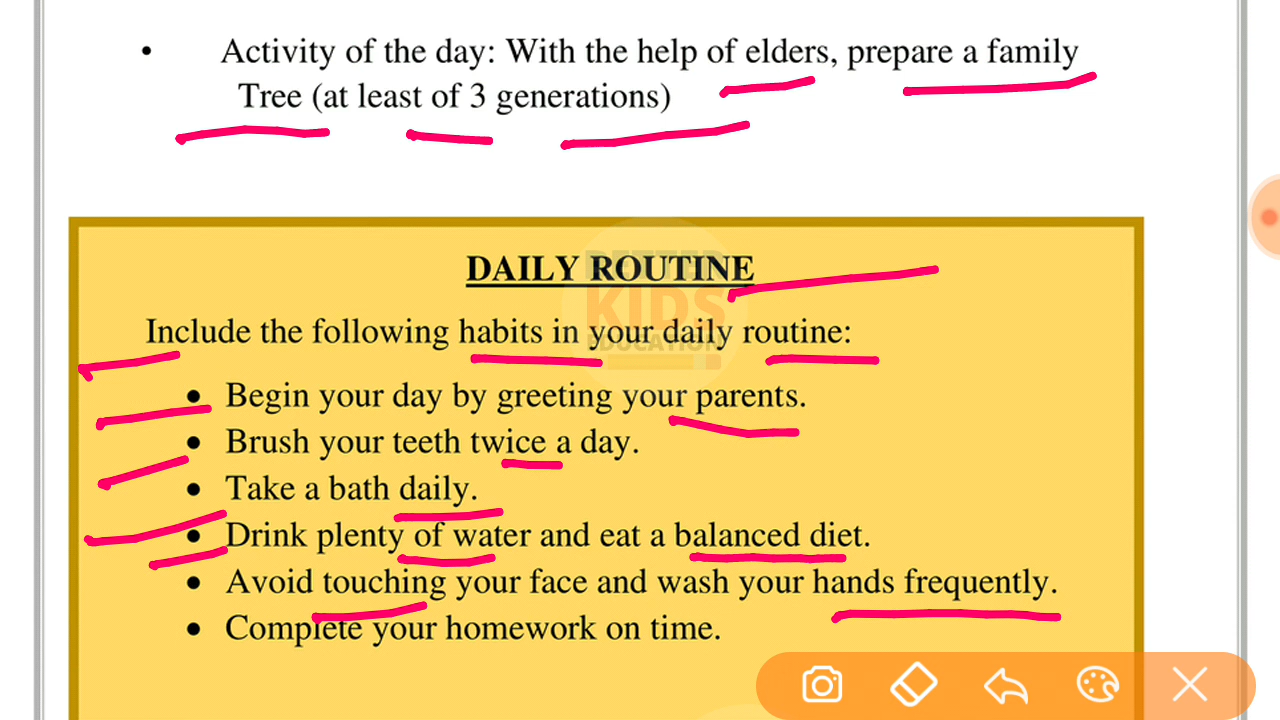 • Activity of the day: With the help of elders, prepare a family
Tree (at least of 3 generations)
DAILY ROUTINE
BETTER
KIDS
EDUCATION
Include the following habits in your daily routine:
• Begin your day by greeting your parents.
• Brush your teeth twice a day.
• Take a bath daily.
• Drink plenty of water and eat a balanced diet.
• Avoid touching your face and wash your hands frequently.
• Complete your homework on time.